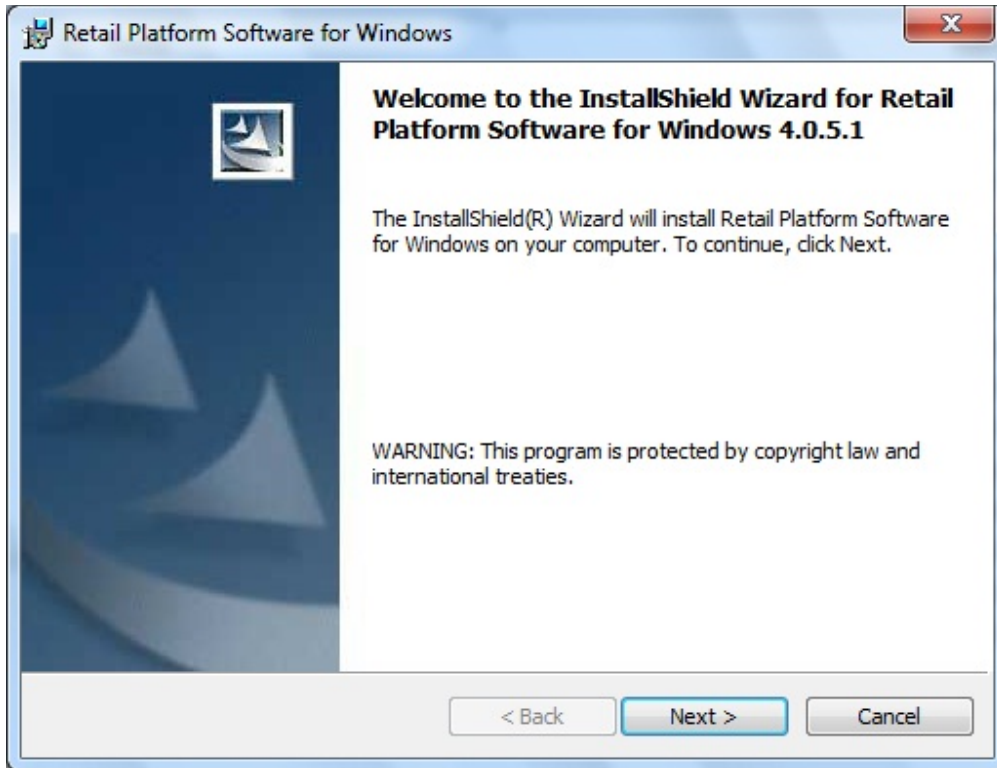 Retail Platform Software for Windows
Welcome to the InstallShield Wizard for Retail
Platform Software for Windows 4.0.5.1
The InstallShield(R) Wizard will install Retail Platform Software
for Windows on your computer. To continue, click Next.
WARNING: This program is protected by copyright law and
international treaties.
< Back
Next >
Cancel